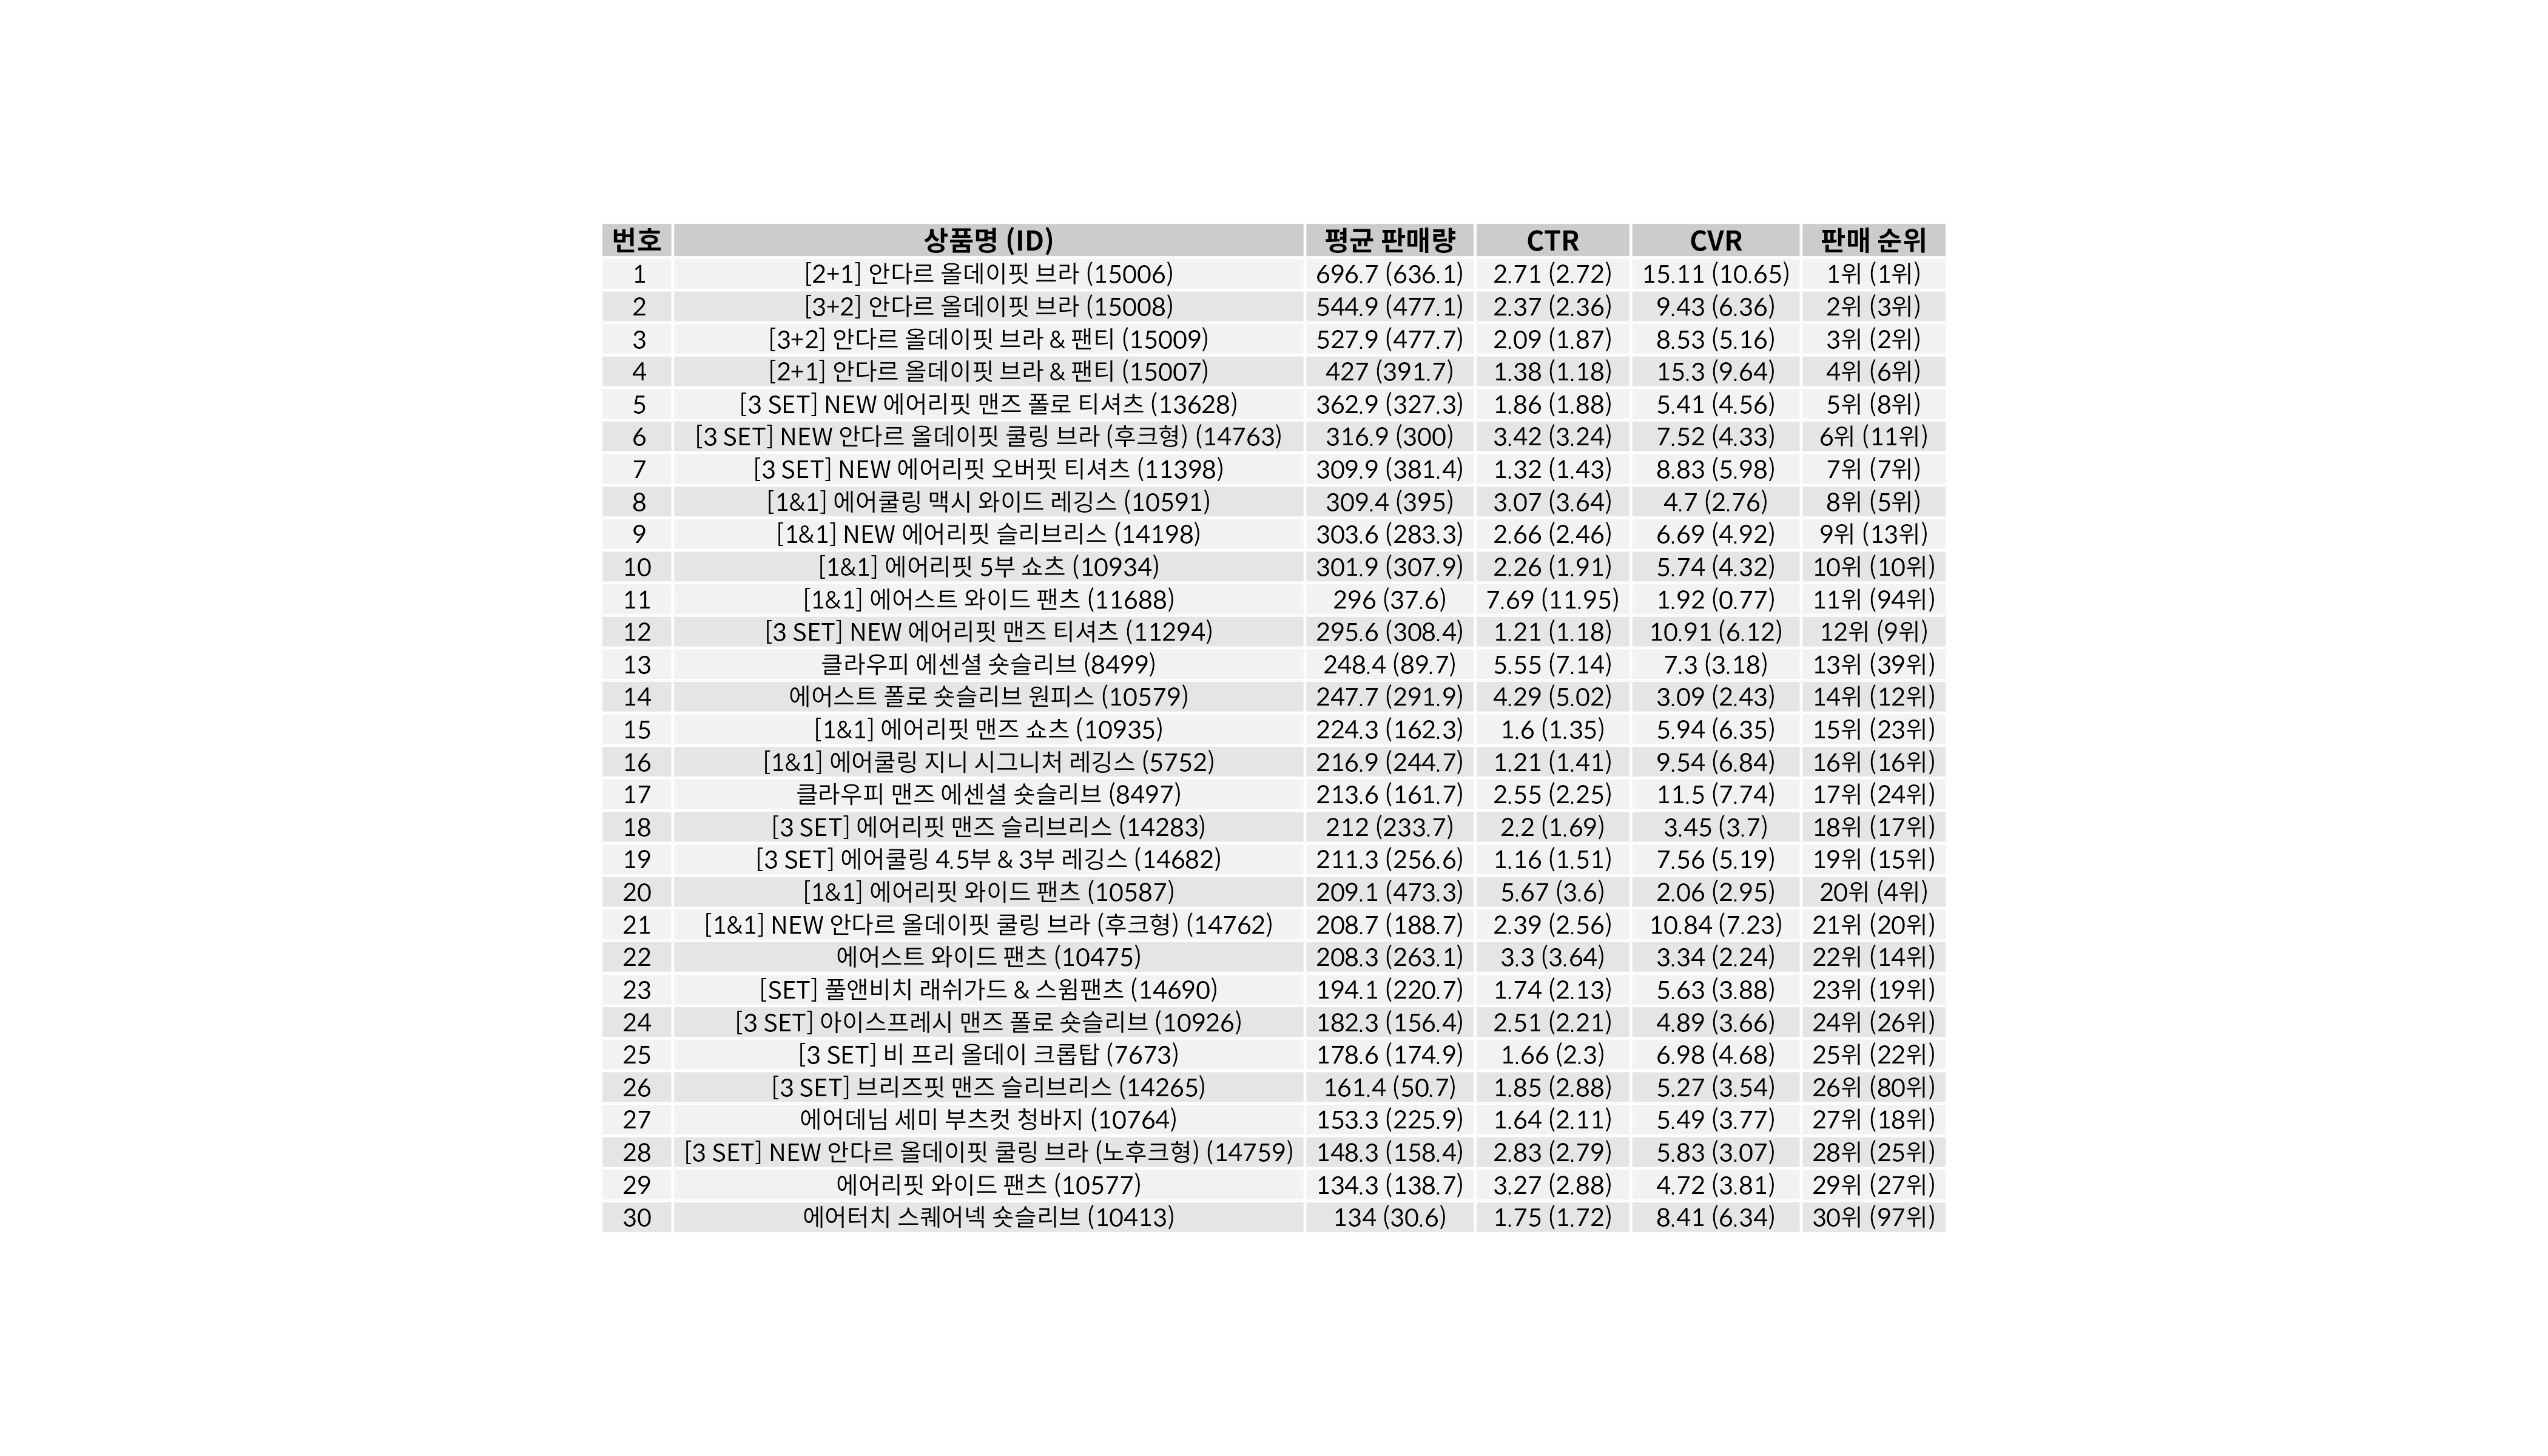 번호 상품명 (ID) 평균 판매량 CTR CVR 판매 순위
1 [2+1] 안다르 올데이핏 브라 (15006) 696.7 (636.1) 2.71 (2.72) 15.11 (10.65) 1위 (1위)
2 [3+2] 안다르 올데이핏 브라 (15008) 544.9 (477.1) 2.37 (2.36) 9.43 (6.36) 2위 (3위)
3 [3+2] 안다르 올데이핏 브라 & 팬티 (15009) 527.9 (477.7) 2.09 (1.87) 8.53 (5.16) 3위 (2위)
4 [2+1] 안다르 올데이핏 브라 & 팬티 (15007) 427 (391.7) 1.38 (1.18) 15.3 (9.64) 4위 (6위)
5 [3 SET] NEW 에어리핏 맨즈 폴로 티셔츠 (13628) 362.9 (327.3) 1.86 (1.88) 5.41 (4.56) 5위 (8위)
6 [3 SET] NEW 안다르 올데이핏 쿨링 브라 (후크형) (14763) 316.9 (300) 3.42 (3.24) 7.52 (4.33) 6위 (11위)
7 [3 SET] NEW 에어리핏 오버핏 티셔츠 (11398) 309.9 (381.4) 1.32 (1.43) 8.83 (5.98) 7위 (7위)
8 [1&1] 에어쿨링 맥시 와이드 레깅스 (10591) 309.4 (395) 3.07 (3.64) 4.7 (2.76) 8위 (5위)
9 [1&1] NEW 에어리핏 슬리브리스 (14198) 303.6 (283.3) 2.66 (2.46) 6.69 (4.92) 9위 (13위)
10 [1&1] 에어리핏 5부 쇼츠 (10934) 301.9 (307.9) 2.26 (1.91) 5.74 (4.32) 10위 (10위)
11 [1&1] 에어스트 와이드 팬츠 (11688) 296 (37.6) 7.69 (11.95) 1.92 (0.77) 11위 (94위)
12 [3 SET] NEW 에어리핏 맨즈 티셔츠 (11294) 295.6 (308.4) 1.21 (1.18) 10.91 (6.12) 12위 (9위)
13 클라우피 에센셜 숏슬리브 (8499) 248.4 (89.7) 5.55 (7.14) 7.3 (3.18) 13위 (39위)
14 에어스트 폴로 숏슬리브 원피스 (10579) 247.7 (291.9) 4.29 (5.02) 3.09 (2.43) 14위 (12위)
15 [1&1] 에어리핏 맨즈 쇼츠 (10935) 224.3 (162.3) 1.6 (1.35) 5.94 (6.35) 15위 (23위)
16 [1&1] 에어쿨링 지니 시그니처 레깅스 (5752) 216.9 (244.7) 1.21 (1.41) 9.54 (6.84) 16위 (16위)
17 클라우피 맨즈 에센셜 숏슬리브 (8497) 213.6 (161.7) 2.55 (2.25) 11.5 (7.74) 17위 (24위)
18 [3 SET] 에어리핏 맨즈 슬리브리스 (14283) 212 (233.7) 2.2 (1.69) 3.45 (3.7) 18위 (17위)
19 [3 SET] 에어쿨링 4.5부 & 3부 레깅스 (14682) 211.3 (256.6) 1.16 (1.51) 7.56 (5.19) 19위 (15위)
20 [1&1] 에어리핏 와이드 팬츠 (10587) 209.1 (473.3) 5.67 (3.6) 2.06 (2.95) 20위 (4위)
21 [1&1] NEW 안다르 올데이핏 쿨링 브라 (후크형) (14762) 208.7 (188.7) 2.39 (2.56) 10.84 (7.23) 21위 (20위)
22 에어스트 와이드 팬츠 (10475) 208.3 (263.1) 3.3 (3.64) 3.34 (2.24) 22위 (14위)
23 [SET] 풀앤비치 래쉬가드 & 스윔팬츠 (14690) 194.1 (220.7) 1.74 (2.13) 5.63 (3.88) 23위 (19위)
24 [3 SET] 아이스프레시 맨즈 폴로 숏슬리브 (10926) 182.3 (156.4) 2.51 (2.21) 4.89 (3.66) 24위 (26위)
25 [3 SET] 비 프리 올데이 크롭탑 (7673) 178.6 (174.9) 1.66 (2.3) 6.98 (4.68) 25위 (22위)
26 [3 SET] 브리즈핏 맨즈 슬리브리스 (14265) 161.4 (50.7) 1.85 (2.88) 5.27 (3.54) 26위 (80위)
27 에어데님 세미 부츠컷 청바지 (10764) 153.3 (225.9) 1.64 (2.11) 5.49 (3.77) 27위 (18위)
28 [3 SET] NEW 안다르 올데이핏 쿨링 브라 (노후크형) (14759) 148.3 (158.4) 2.83 (2.79) 5.83 (3.07) 28위 (25위)
29 에어리핏 와이드 팬츠 (10577) 134.3 (138.7) 3.27 (2.88) 4.72 (3.81) 29위 (27위)
30 에어터치 스퀘어넥 숏슬리브 (10413) 134 (30.6) 1.75 (1.72) 8.41 (6.34) 30위 (97위)